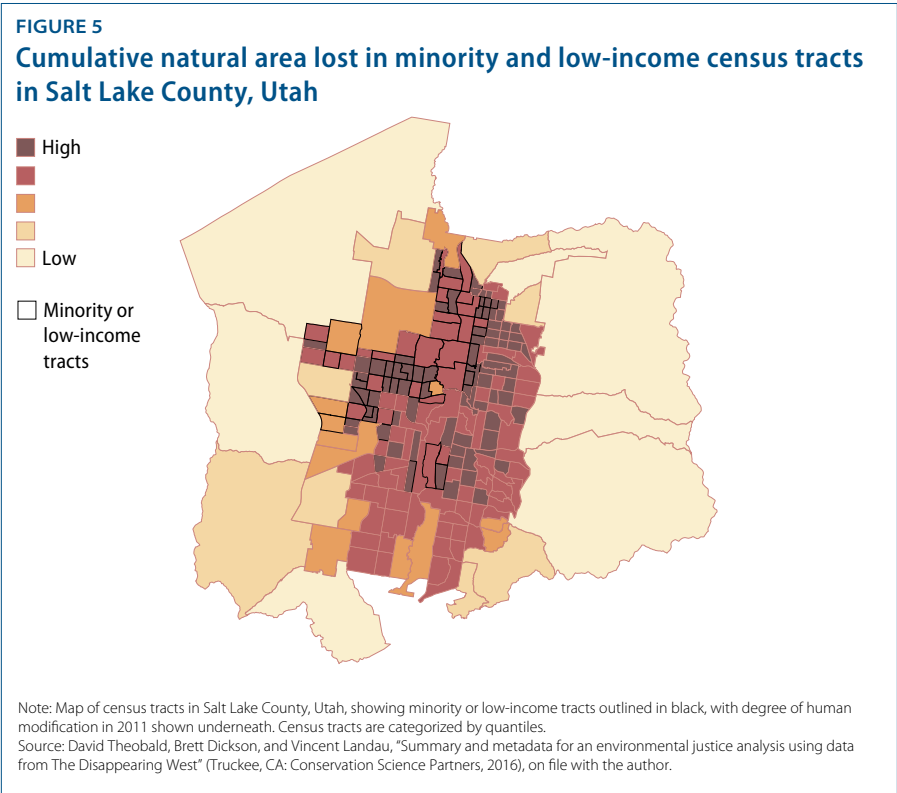 FIGURE 5
Cumulative natural area lost in minority and low-income census tracts
in Salt Lake County, Utah
High
Low
Minority or
low-income
tracts
Note: Map of census tracts in Salt Lake County, Utah, showing minority or low-income tracts outlined in black, with degree of human
modification in 2011 shown underneath. Census tracts are categorized by quantiles.
Source: David Theobald, Brett Dickson, and Vincent Landau, "Summary and metadata for an environmental justice analysis using data
from The Disappearing West" (Truckee, CA: Conservation Science Partners, 2016), on file with the author.